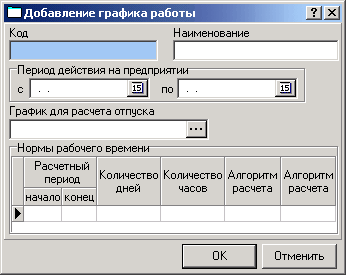 Добавление графика работы
Код Наименование
Период действия на предприятии
с . . 15 по . . 15
График для расчета отпуска
...
Нормы рабочего времени
Расчетный период Количество дней Количество часов Алгоритм расчета Алгоритм расчета
начало конец
OK Отменить